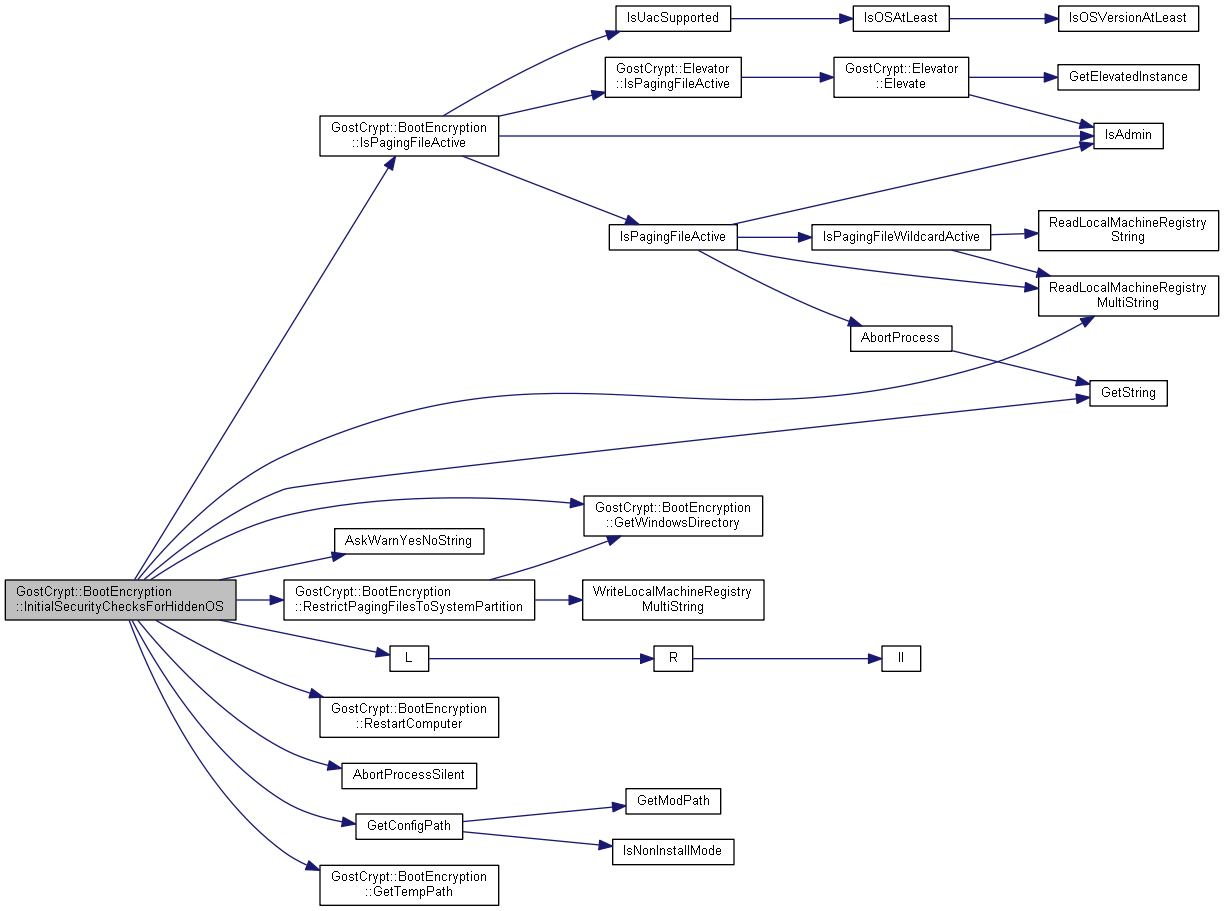 IsUacSupported
IsOSAtLeast
IsOSVersionAtLeast
GostCrypt::Elevator
::IsPagingFileActive
GostCrypt::Elevator
::Elevate
GetElevatedInstance
GostCrypt::BootEncryption
::IsPagingFileActive
IsAdmin
IsPagingFileActive
IsPagingFileWildcardActive
ReadLocalMachineRegistry
String
ReadLocalMachineRegistry
MultiString
AbortProcess
GetString
GostCrypt::BootEncryption
::GetWindowsDirectory
AskWarnYesNoString
GostCrypt::BootEncryption
::InitialSecurityChecksForHiddenOS
GostCrypt::BootEncryption
::RestrictPagingFilesToSystemPartition
WriteLocalMachineRegistry
MultiString
L
R
ll
GostCrypt::BootEncryption
::RestartComputer
AbortProcessSilent
GetModPath
GetConfigPath
IsNonInstallMode
GostCrypt::BootEncryption
::GetTempPath